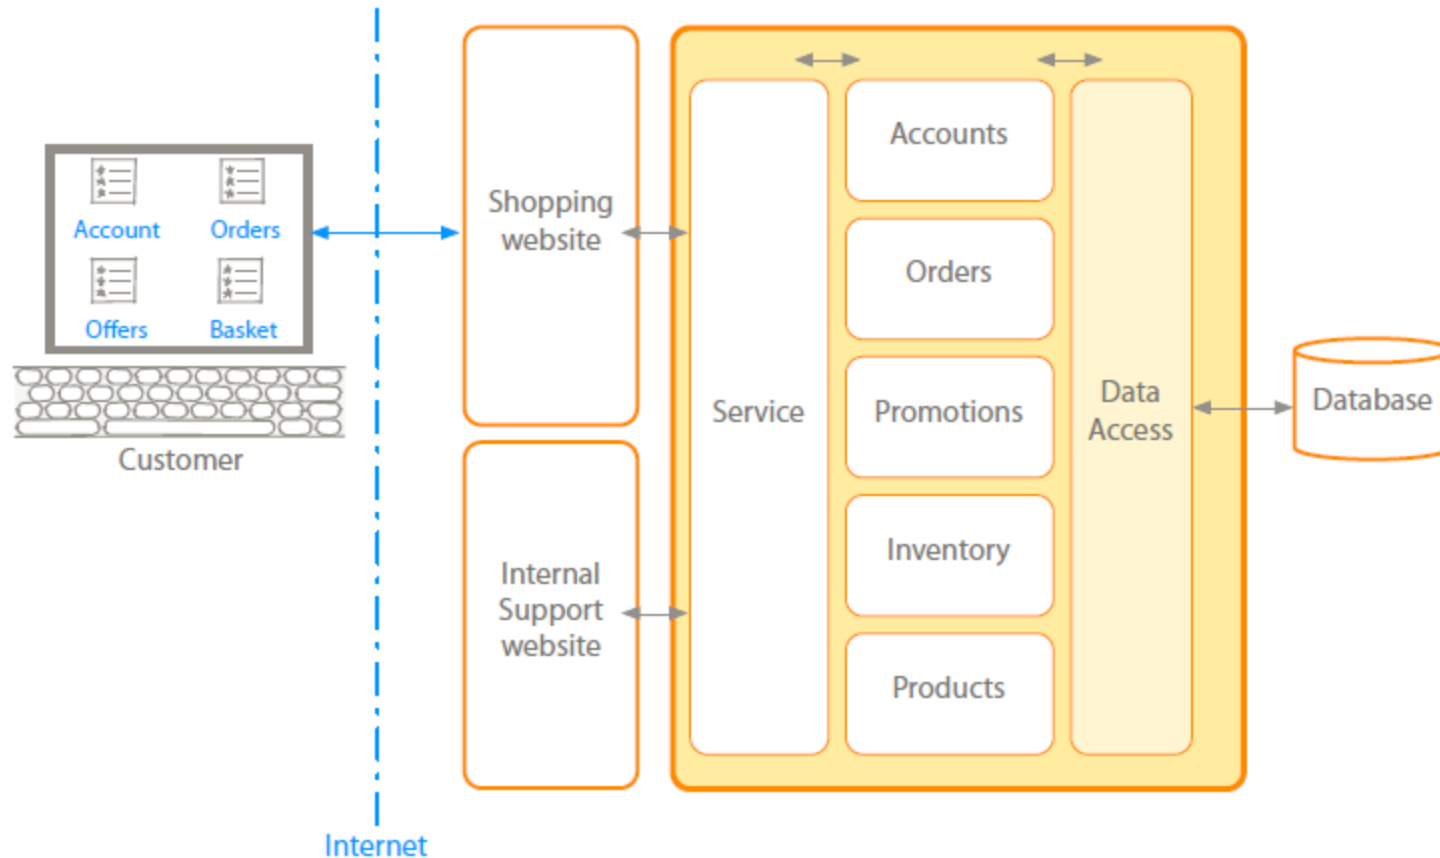 Account
Orders
Offers
Basket
Customer
Internet
Shopping
website
Internal
Support
website
Service
Accounts
Orders
Promotions
Inventory
Products
Data
Access
Database